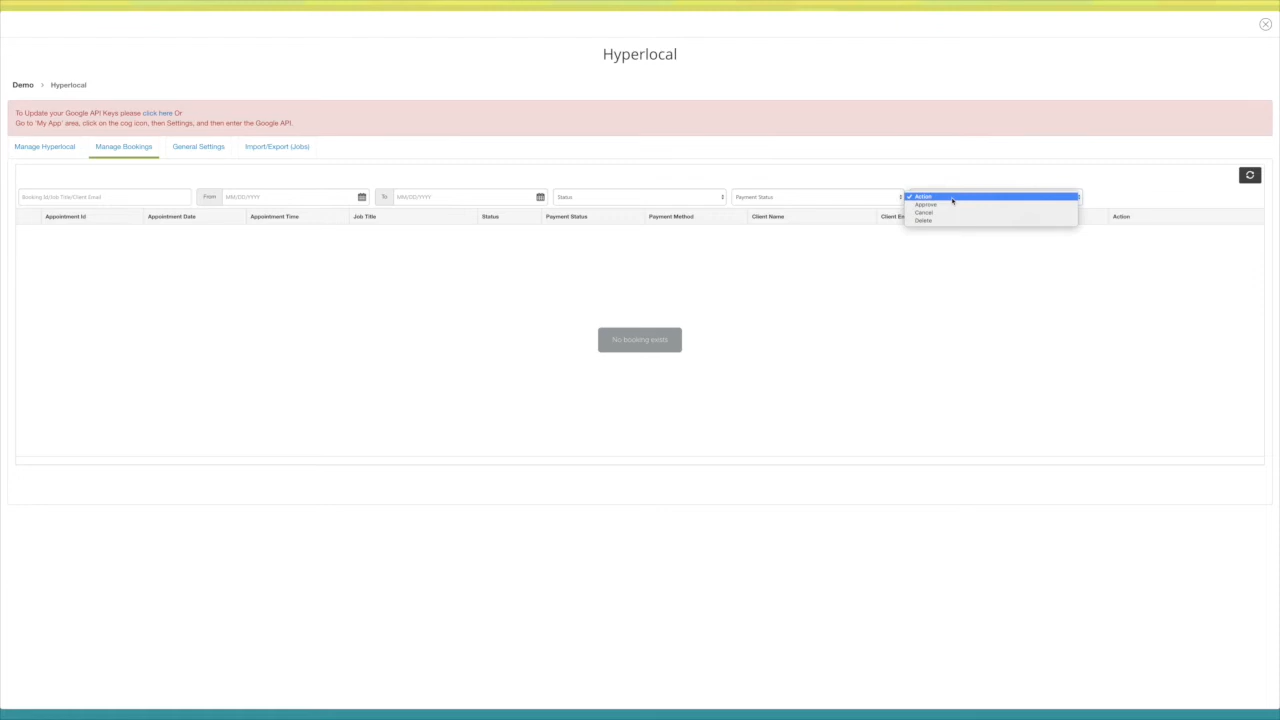 Hyperlocal
Demo > Hyperlocal
To Update your Google API Keys please click here Or
Go to 'My App' area, click on the cog icon, then Settings, and then enter the Google API.
Manage Hyperlocal Manage Bookings General Settings Import/Export (Jobs)
Booking Id/Job Title/Client Email From MM/DD/YYYY To MM/DD/YYYY Status Payment Status Action
Approve
Cancel
Delete
Appointment Id Appointment Date Appointment Time Job Title Status Payment Status Payment Method Client Name Client Action
No booking exists